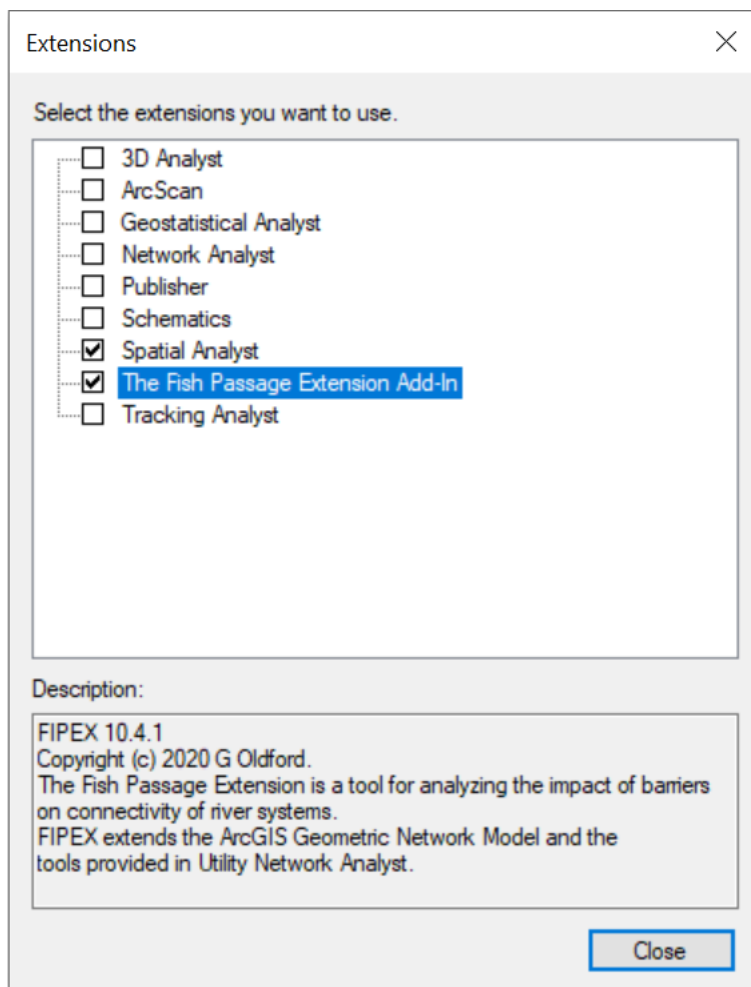 Extensions
Select the extensions you want to use.
3D Analyst
ArcScan
Geostatistical Analyst
Network Analyst
Publisher
Schematics
Spatial Analyst
The Fish Passage Extension Add-In
Tracking Analyst
Description:
FIPEX 10.4.1
Copyright (c) 2020 G Oldford.
The Fish Passage Extension is a tool for analyzing the impact of barriers
on connectivity of river systems.
FIPEX extends the ArcGIS Geometric Network Model and the
tools provided in Utility Network Analyst.
Close